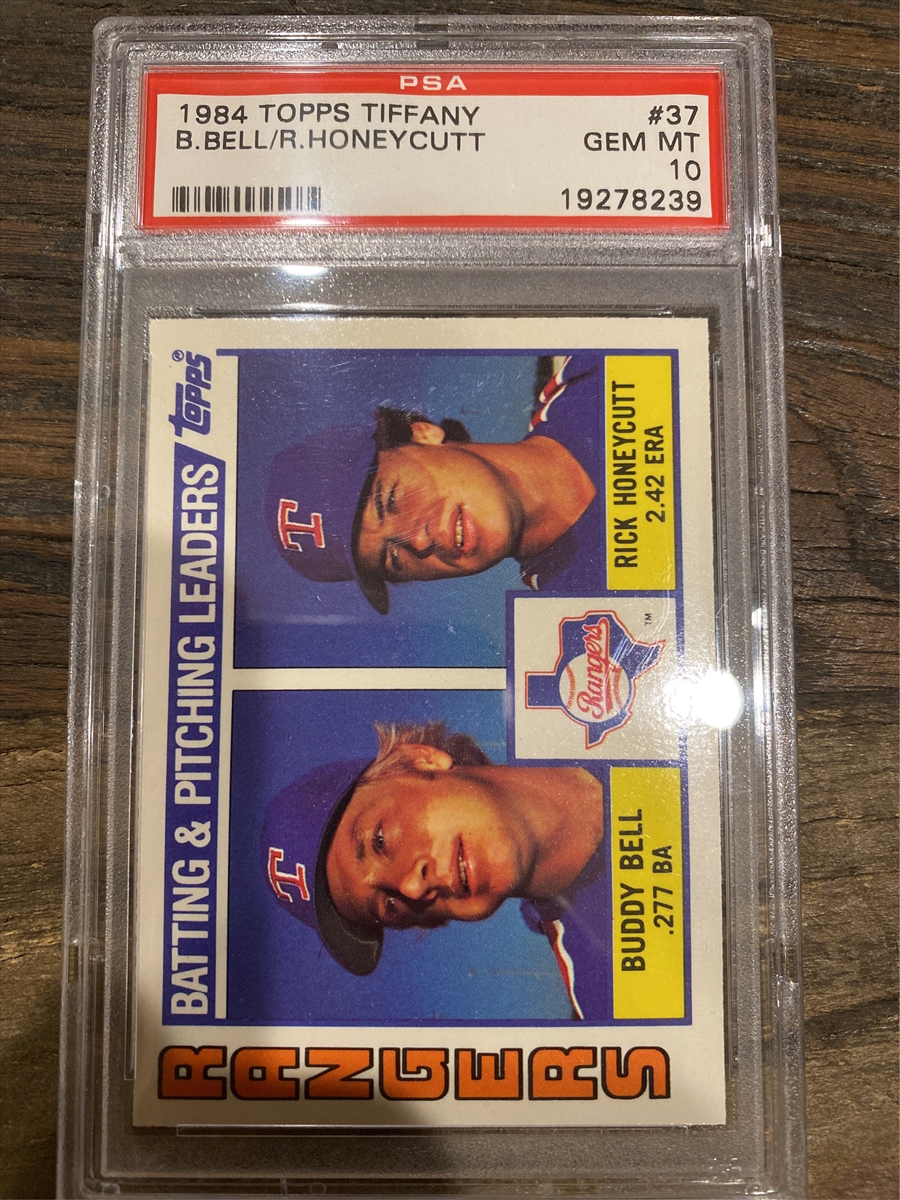 PSA
1984 TOPPS TIFFANY #37
B.BELL/R.HONEYCUTT GEM MT
10
19278239
BATTING & PITCHING LEADERS/ Topps®
T
T
RICK HONEYCUTT
2.42 ERA
Rangers
TM
BUDDY BELL
.277 BA
RANGERS